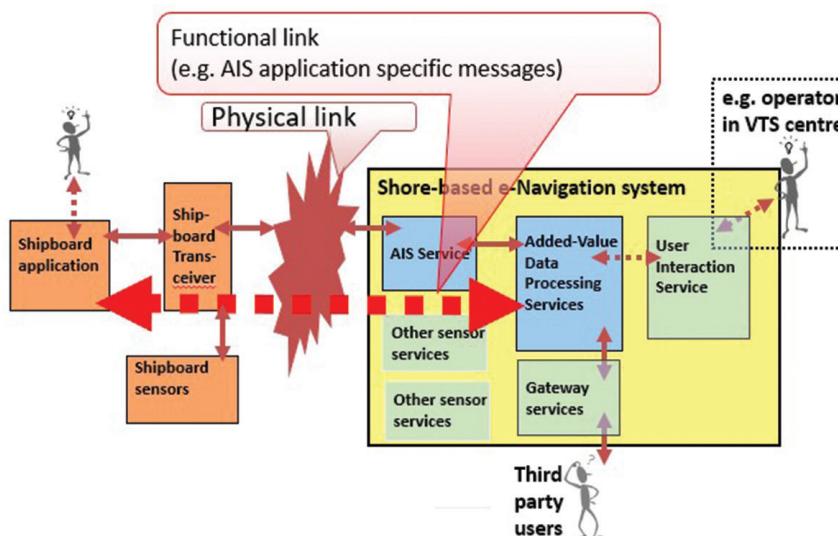 Functional link
(e.g. AIS application specific messages)
Physical link
e.g. operator
in VTS centre
Shore-based e-Navigation system
Shipboard
application
Ship-
board
Trans-
ceiver
AIS Service
Added-Value
Data
Processing
Services
User
Interaction
Service
Other sensor
services
Shipboard
sensors
Other sensor
services
Gateway
services
Third
party
users